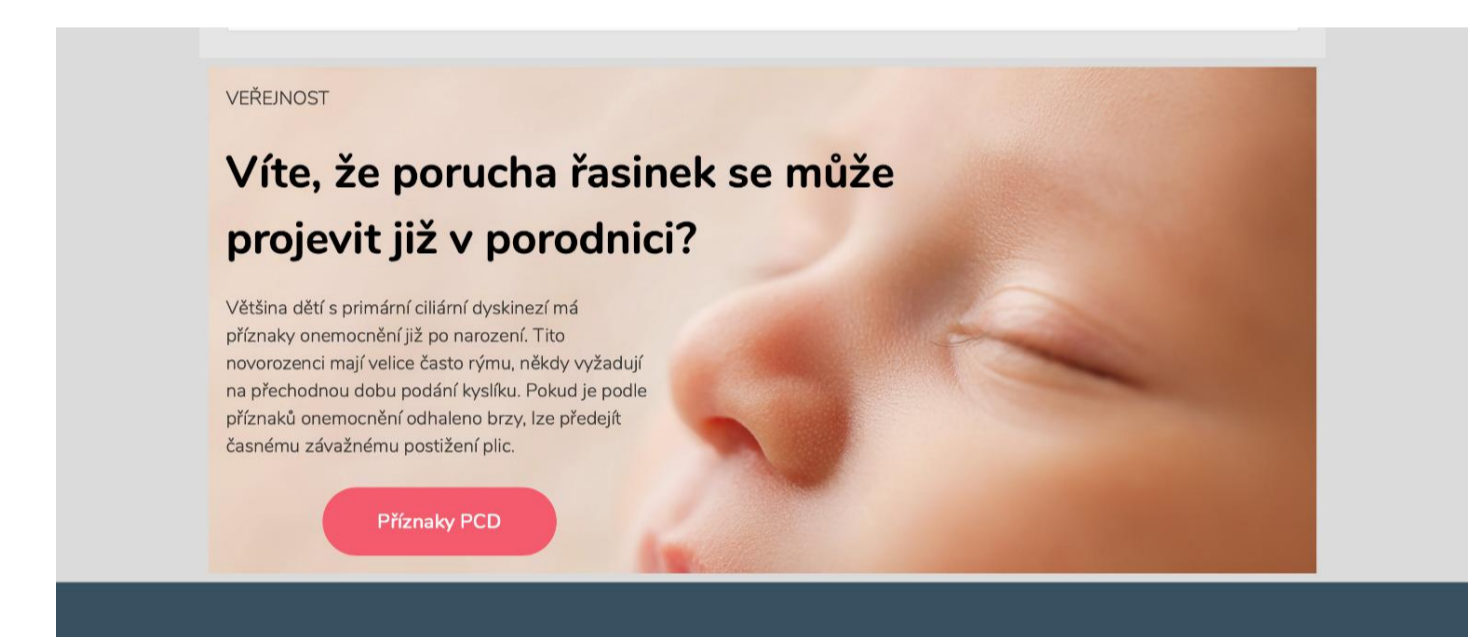 VEŘEJNOST
Víte, že porucha řasinek se může
projevit již v porodnici?
Většina dětí s primární ciliární dyskinezí má
příznaky onemocnění již po narození. Tito
novorozenci mají velice často rýmu, někdy vyžadují
na přechodnou dobu podání kyslíku. Pokud je podle
příznaků onemocnění odhaleno brzy, lze předejít
časnému závažnému postižení plic.
Příznaky PCD